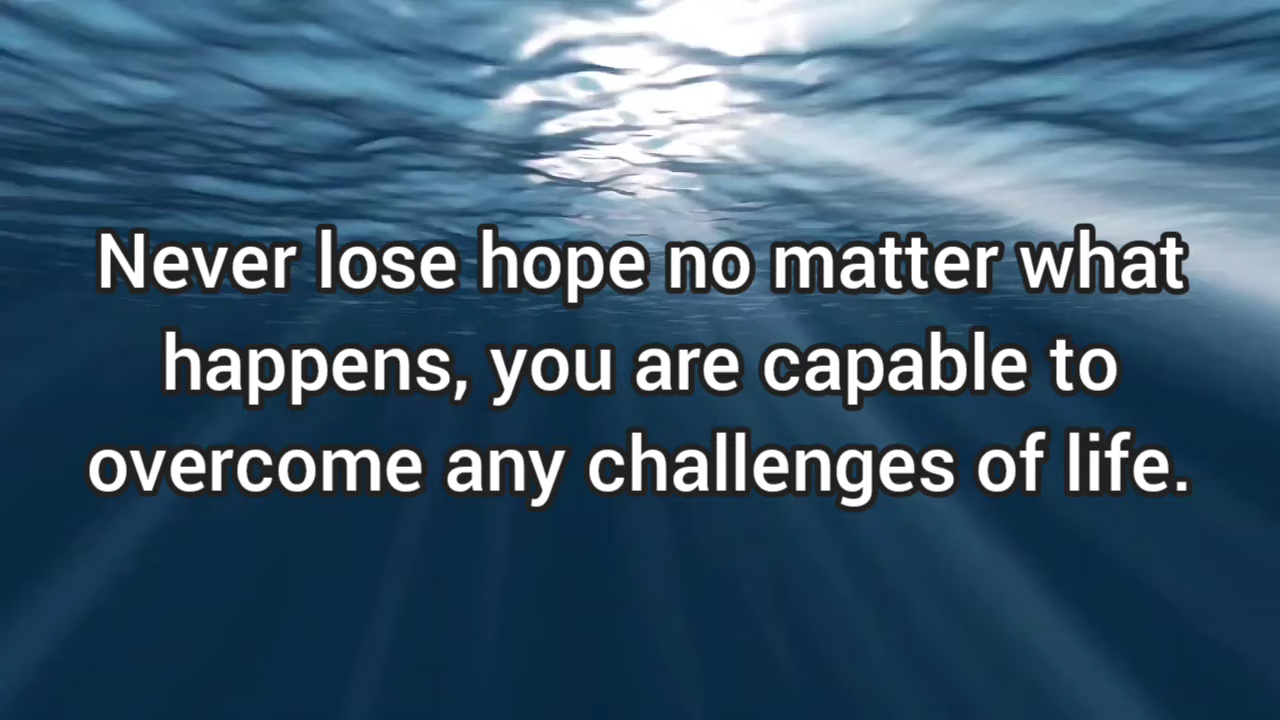 Never lose hope no matter what
happens, you are capable to
overcome any challenges of life.